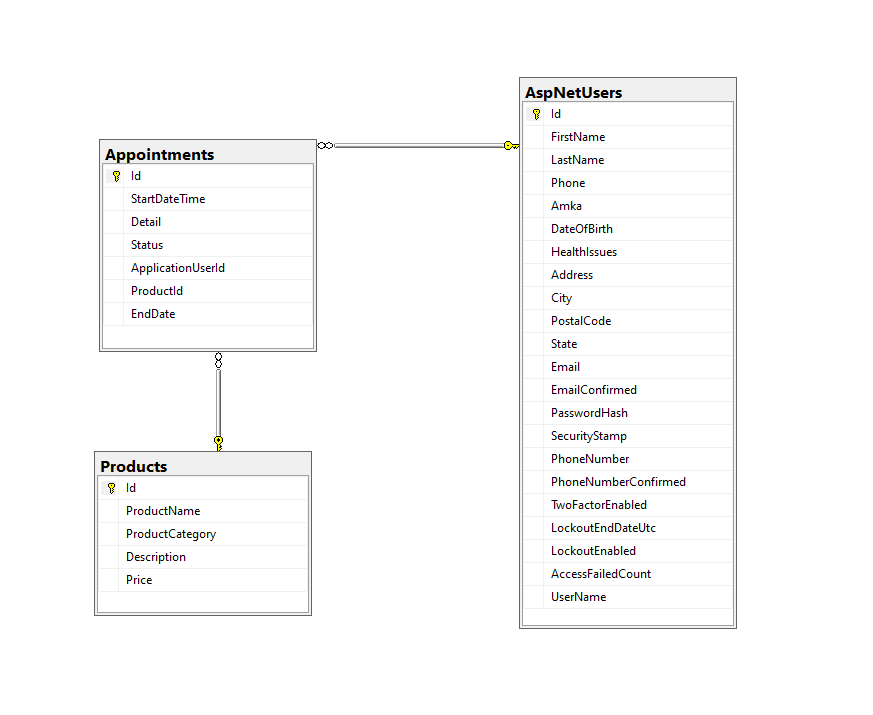 Appointments
Id
StartDateTime
Detail
Status
ApplicationUserId
ProductId
EndDate
Products
Id
ProductName
ProductCategory
Description
Price
AspNetUsers
Id
FirstName
LastName
Phone
Amka
DateOfBirth
HealthIssues
Address
City
PostalCode
State
Email
EmailConfirmed
PasswordHash
SecurityStamp
PhoneNumber
PhoneNumberConfirmed
TwoFactorEnabled
LockoutEndDateUtc
LockoutEnabled
AccessFailedCount
UserName